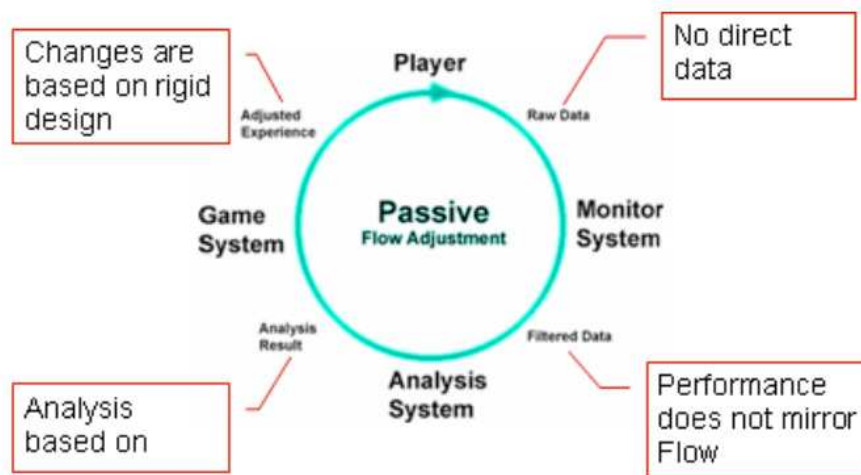 Changes are
based on rigid
design
Player
No direct
data
Adjusted
Experience
Raw Data
Game
System
Passive
Flow Adjustment
Monitor
System
Analysis
Result
Filtered Data
Analysis
System
Analysis
based on
Performance
does not mirror
Flow